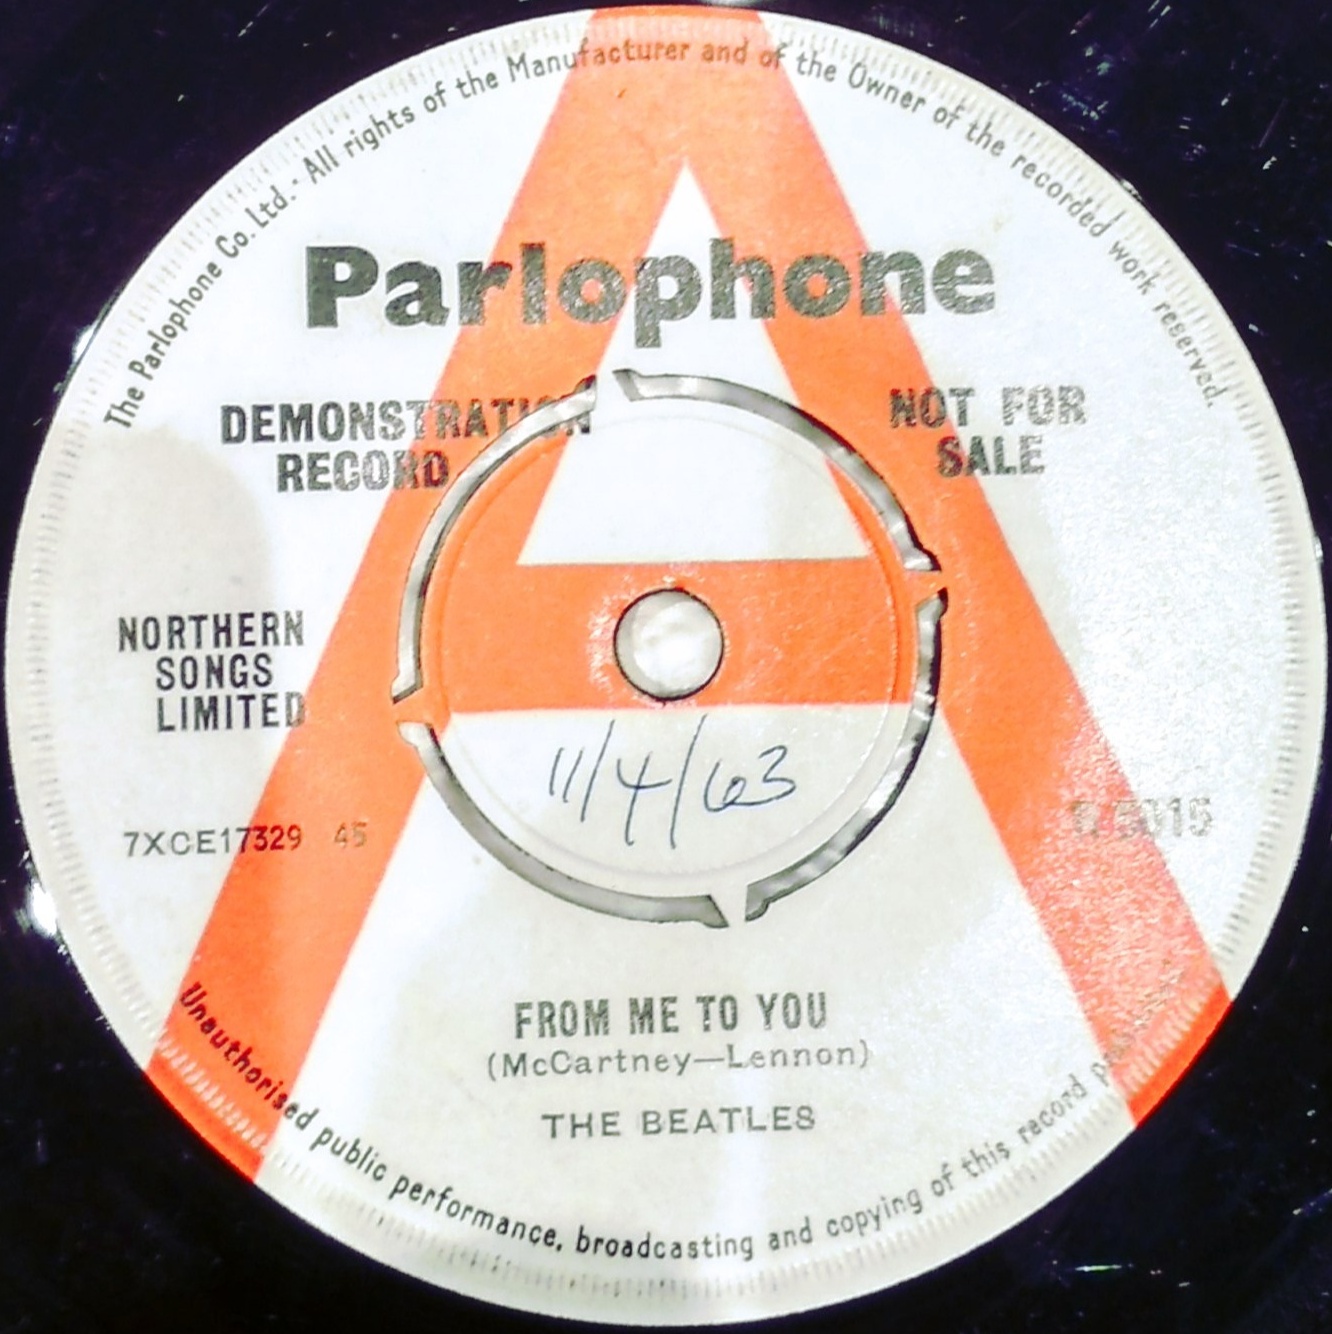 The Parlophone Co. Ltd. · All rights of the Manufacturer and of the Owner of the recorded work reserved.
Parlophone
DEMONSTRATION
RECORD
NOT FOR
SALE
NORTHERN
SONGS
LIMITED
11/4/63
7XCE17329 45
R 5015
FROM ME TO YOU
(McCartney—Lennon)
THE BEATLES
Unauthorised public performance, broadcasting and copying of this record